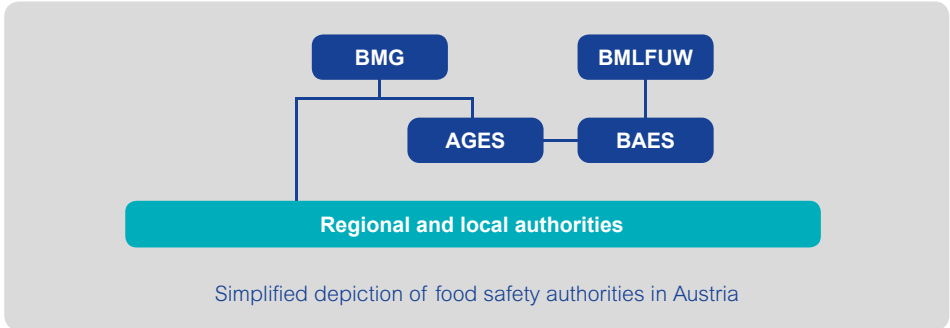 BMG
BMLFUW
AGES
BAES
Regional and local authorities
Simplified depiction of food safety authorities in Austria